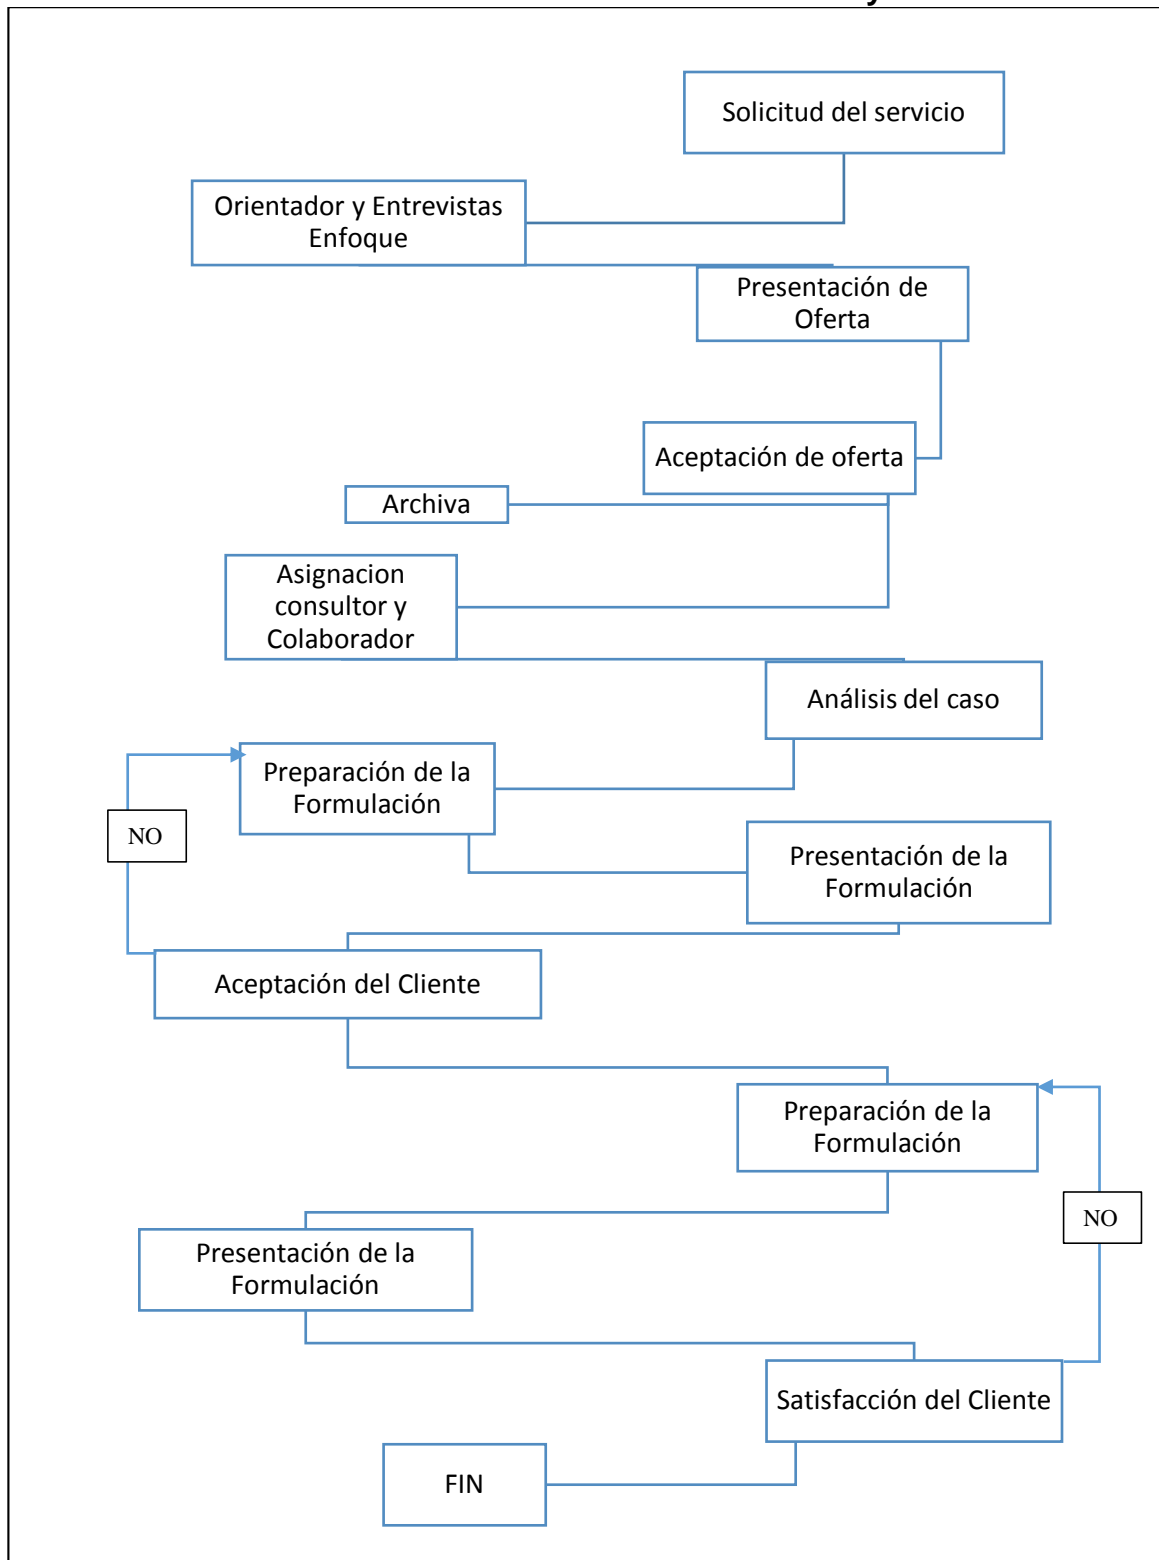 Solicitud del servicio
Orientador y Entrevistas
Enfoque
Presentación de
Oferta
Aceptación de oferta
Archiva
Asignacion
consultor y
Colaborador
Análisis del caso
Preparación de la
Formulación
NO
Presentación de la
Formulación
Aceptación del Cliente
Preparación de la
Formulación
NO
Presentación de la
Formulación
Satisfacción del Cliente
FIN